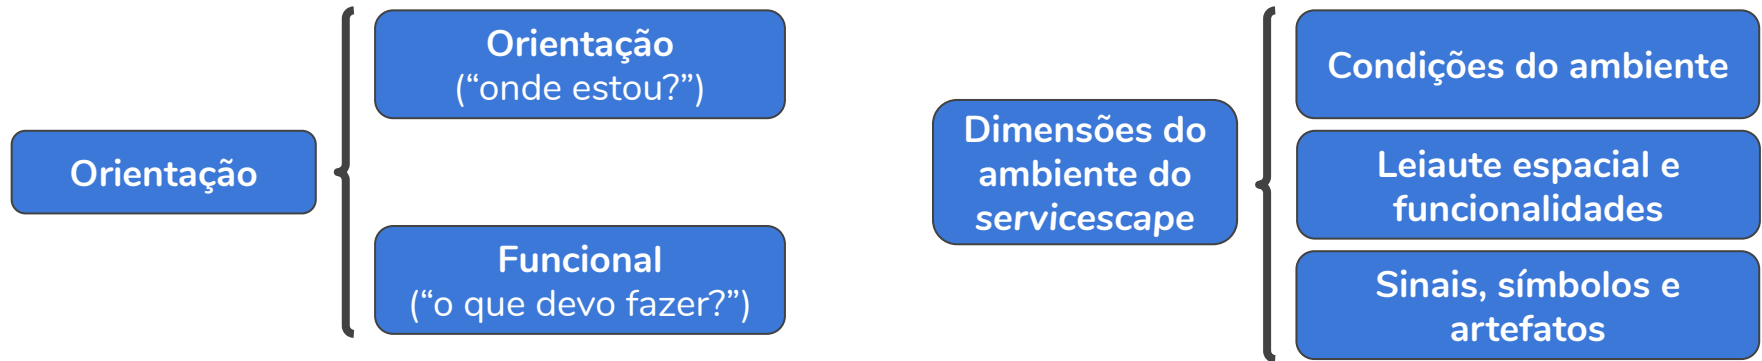 Orientação
Orientação
(“onde estou?”)
Funcional
(“o que devo fazer?”)
Dimensões do
ambiente do
servicescape
Condições do ambiente
Leiaute espacial e
funcionalidades
Sinais, símbolos e
artefatos